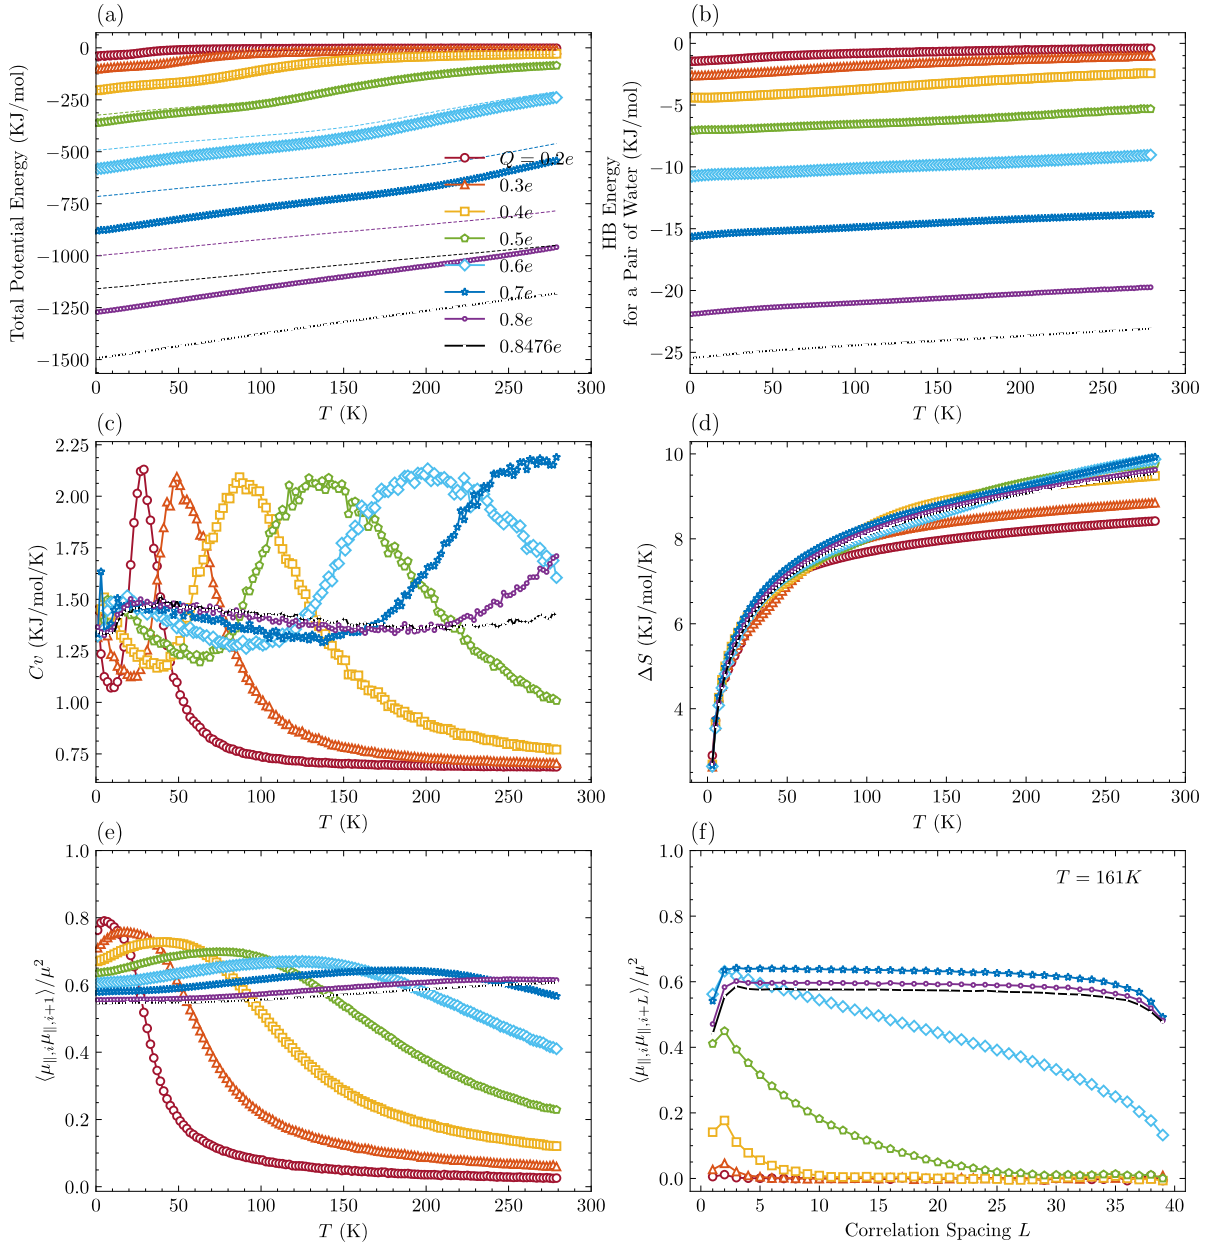 (a)
Total Potential Energy (KJ/mol)
0
−250
−500
−750
−1000
−1250
−1500
0 50 100 150 200 250 300
T (K)
Q = 0.2e
0.3e
0.4e
0.5e
0.6e
0.7e
0.8e
0.8476e
(b)
HB Energy
for a Pair of Water (KJ/mol)
0
−5
−10
−15
−20
−25
0 50 100 150 200 250 300
T (K)
(c)
Cv (KJ/mol/K)
2.25
2.00
1.75
1.50
1.25
1.00
0.75
0 50 100 150 200 250 300
T (K)
(d)
ΔS (KJ/mol/K)
10
8
6
4
0 50 100 150 200 250 300
T (K)
(e)
⟨μ∥,iμ∥,i+1⟩/μ²
1.0
0.8
0.6
0.4
0.2
0.0
0 50 100 150 200 250 300
T (K)
(f)
⟨μ∥,iμ∥,i+L⟩/μ²
1.0
0.8
0.6
0.4
0.2
0.0
T = 161K
0 5 10 15 20 25 30 35 40
Correlation Spacing L